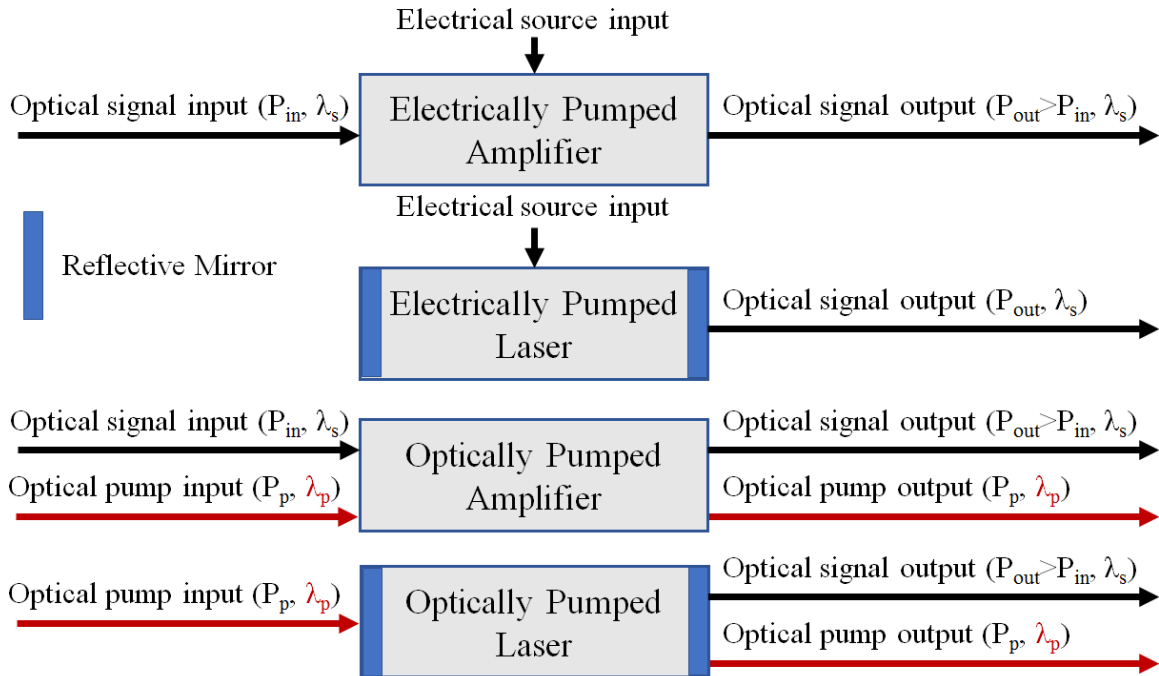 Electrical source input
Optical signal input (Pin, λs)
Electrically Pumped
Amplifier
Optical signal output (Pout>Pin, λs)
Electrical source input
Reflective Mirror
Electrically Pumped
Laser
Optical signal output (Pout, λs)
Optical signal input (Pin, λs)
Optical pump input (Pp, λp)
Optically Pumped
Amplifier
Optical signal output (Pout>Pin, λs)
Optical pump output (Pp, λp)
Optical pump input (Pp, λp)
Optically Pumped
Laser
Optical signal output (Pout>Pin, λs)
Optical pump output (Pp, λp)